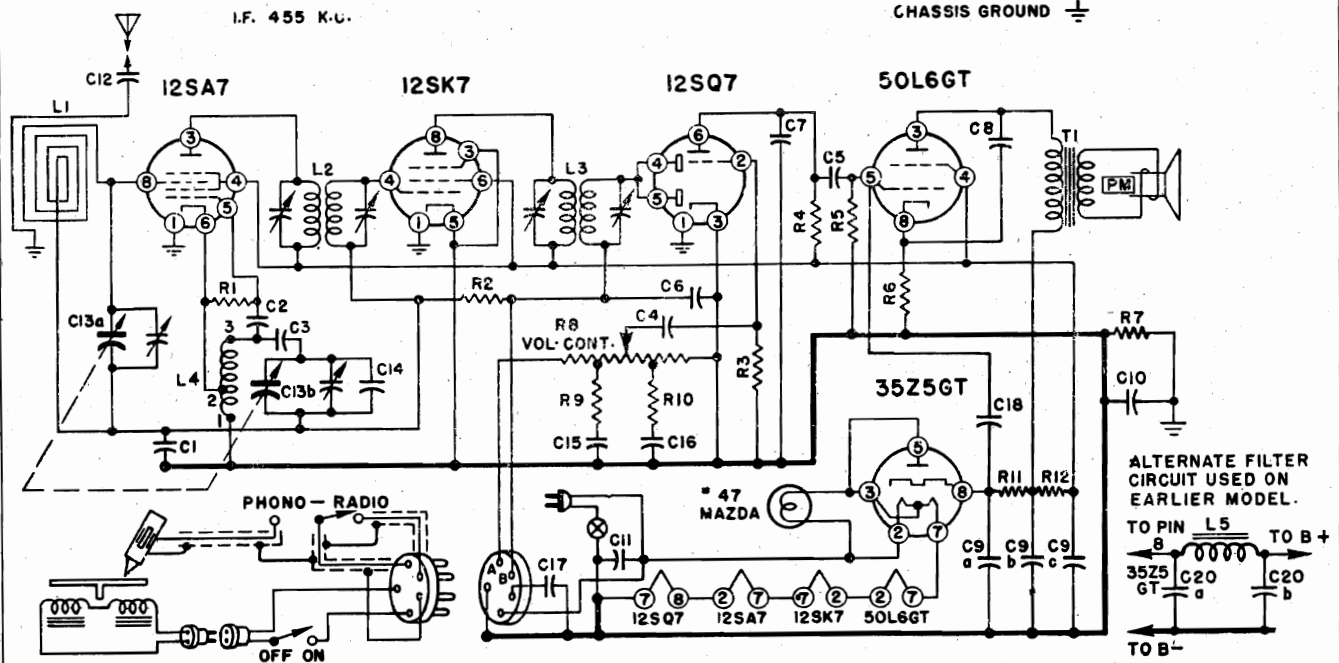 I.F. 455 K.C.
CHASSIS GROUND
C12
12SA7
12SK7
12SQ7
50L6GT
L1
L2
L3
C7
C5
C8
T1
PM
3
8
4
5
1
6
8
3
4
6
1
5
6
4
2
5
1
3
3
5
4
8
R4
R5
R1
C2
R2
C6
R6
R7
C13a
3
C3
R8
VOL. CONT.
C4
R3
C10
L4
2
1
C13b
C14
R9
R10
35Z5GT
C18
C1
C15
C16
5
3
8
2
7
R11
R12
ALTERNATE FILTER
CIRCUIT USED ON
EARLIER MODEL.
PHONO - RADIO
* 47
MAZDA
TO PIN
8
L5
TO B+
35Z5
GT
C20
a
C20
b
TO B-
A
B
C17
C11
C9
a
C9
b
C9
c
7 8
12SQ7
2 7
12SA7
7 2
12SK7
2 7
50L6GT
OFF ON